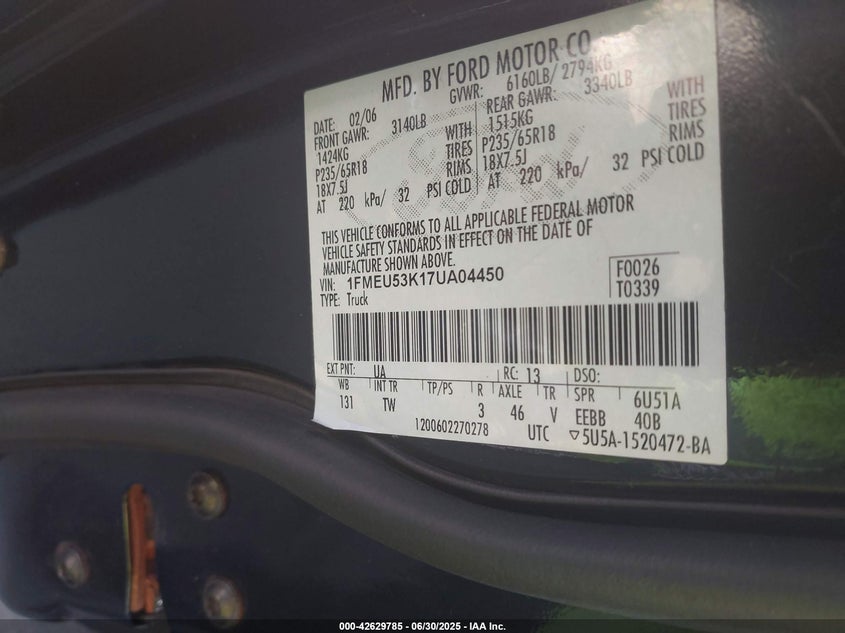 MFD. BY FORD MOTOR CO.
DATE: 02/06 GVWR: 6160LB/ 2794KG
FRONT GAWR: 3140LB REAR GAWR: 3340LB
1424KG WITH 1515KG WITH
P235/65R18 TIRES P235/65R18 TIRES
18X7.5J RIMS 18X7.5J RIMS
AT 220 kPa/ 32 PSI COLD AT 220 kPa/ 32 PSI COLD
THIS VEHICLE CONFORMS TO ALL APPLICABLE FEDERAL MOTOR
VEHICLE SAFETY STANDARDS IN EFFECT ON THE DATE OF
MANUFACTURE SHOWN ABOVE.
VIN: 1FMEU53K17UA04450 F0026
TYPE: Truck T0339
EXT PNT: UA RC: 13 DSO:
WB INT TR TP/PS R AXLE TR SPR 6U51A
131 TW 3 46 V EEBB 40B
1200602270278 UTC ▽5U5A-1520472-BA
000-42629785 - 06/30/2025 - IAA Inc.